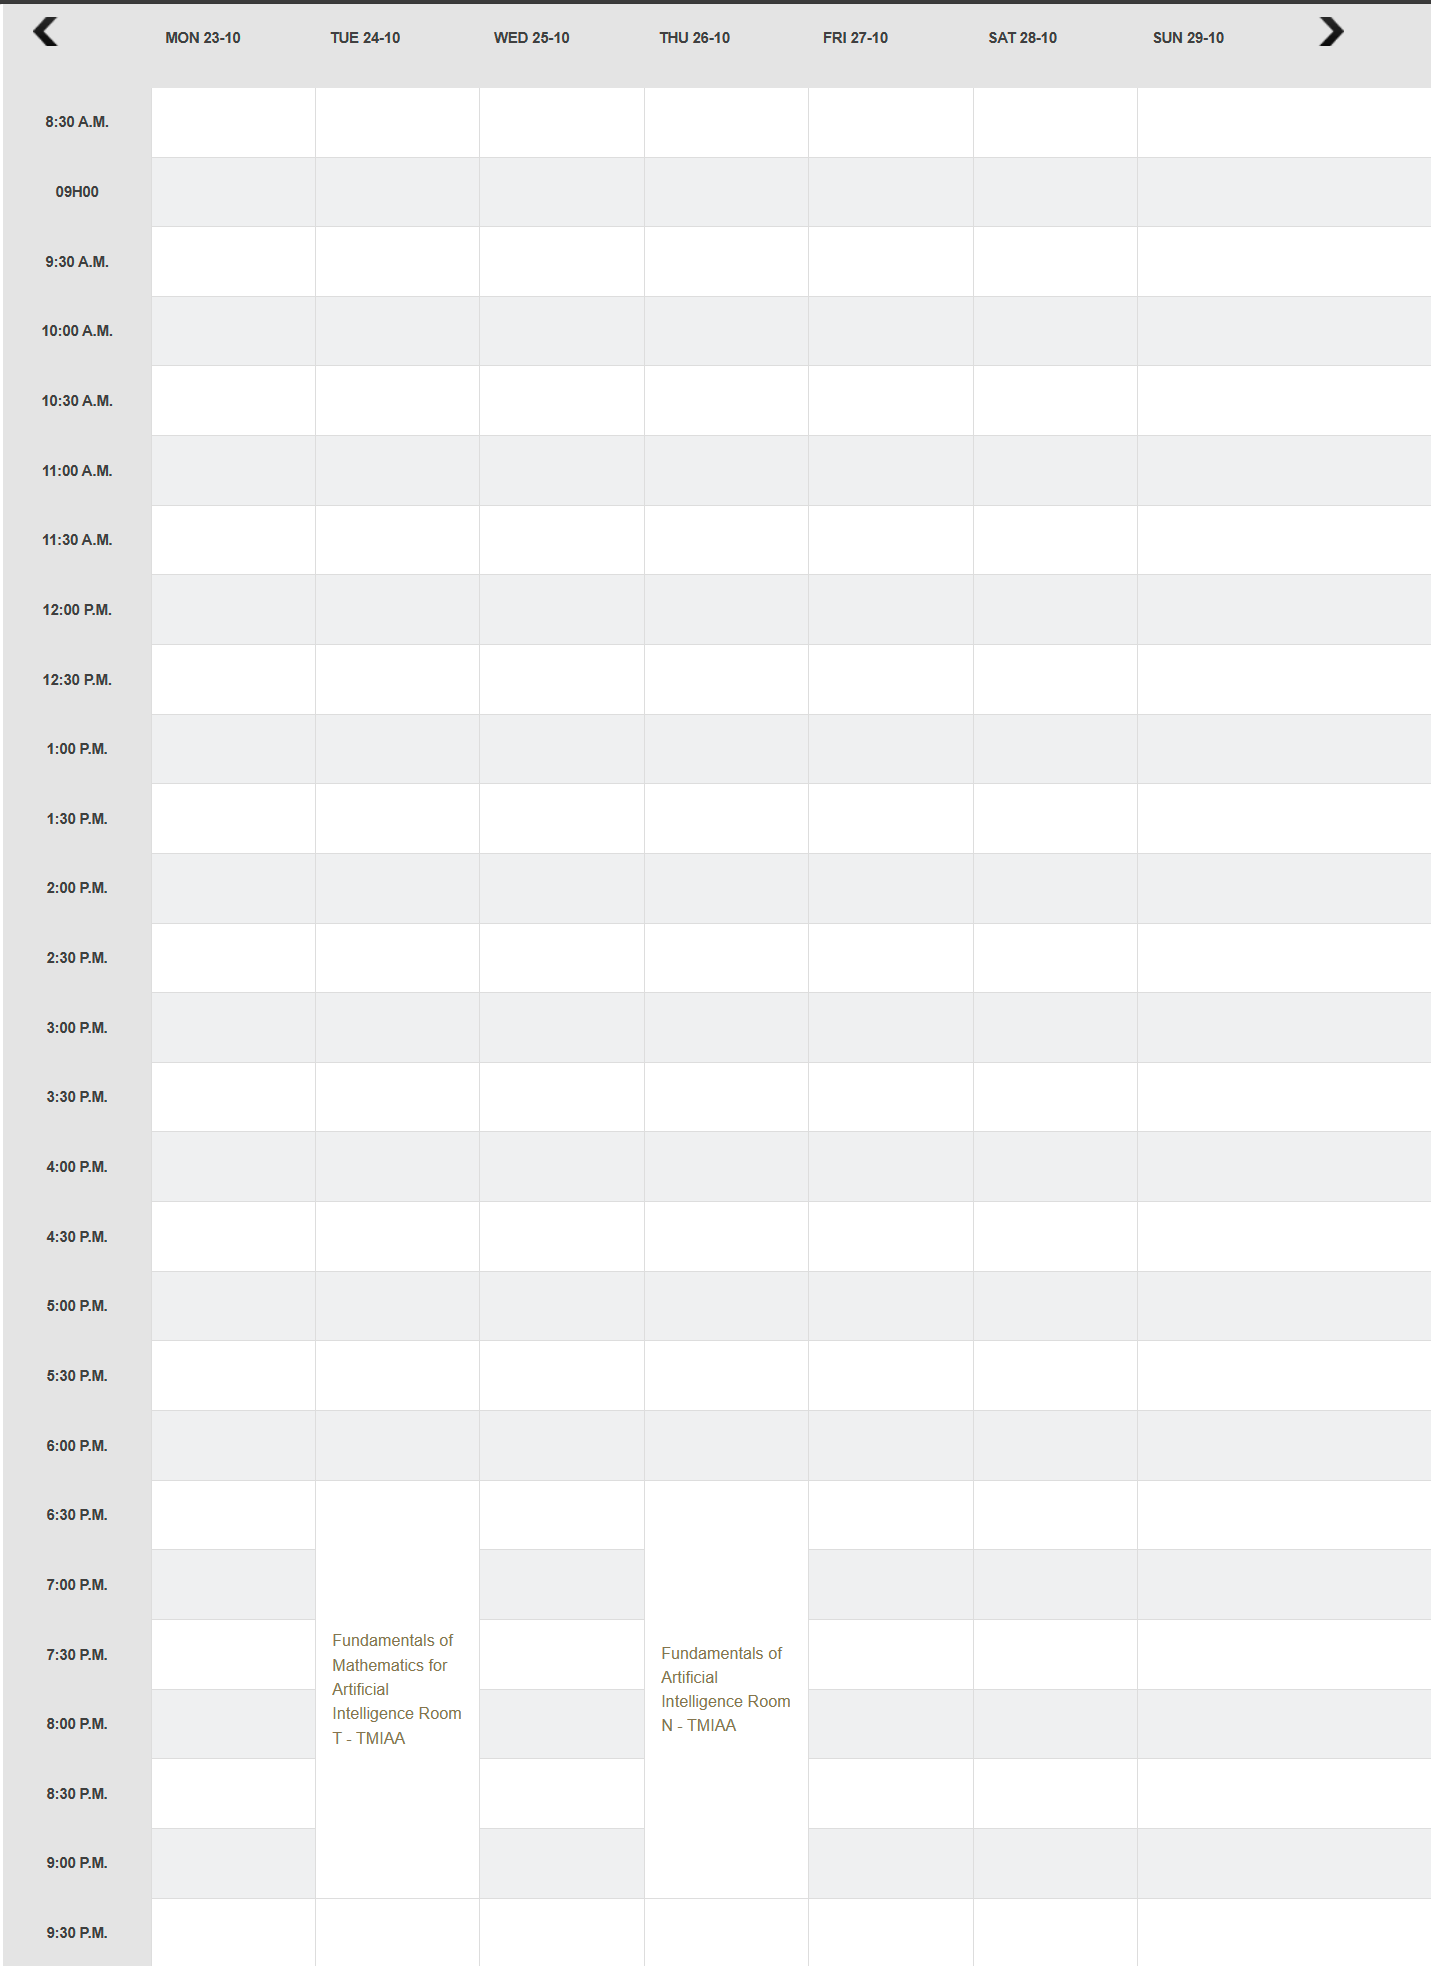 MON 23-10 TUE 24-10 WED 25-10 THU 26-10 FRI 27-10 SAT 28-10 SUN 29-10
8:30 A.M.
09H00
9:30 A.M.
10:00 A.M.
10:30 A.M.
11:00 A.M.
11:30 A.M.
12:00 P.M.
12:30 P.M.
1:00 P.M.
1:30 P.M.
2:00 P.M.
2:30 P.M.
3:00 P.M.
3:30 P.M.
4:00 P.M.
4:30 P.M.
5:00 P.M.
5:30 P.M.
6:00 P.M.
6:30 P.M.
7:00 P.M.
7:30 P.M.
8:00 P.M.
8:30 P.M.
9:00 P.M.
9:30 P.M.
Fundamentals of
Mathematics for
Artificial
Intelligence Room
T - TMIAA
Fundamentals of
Artificial
Intelligence Room
N - TMIAA